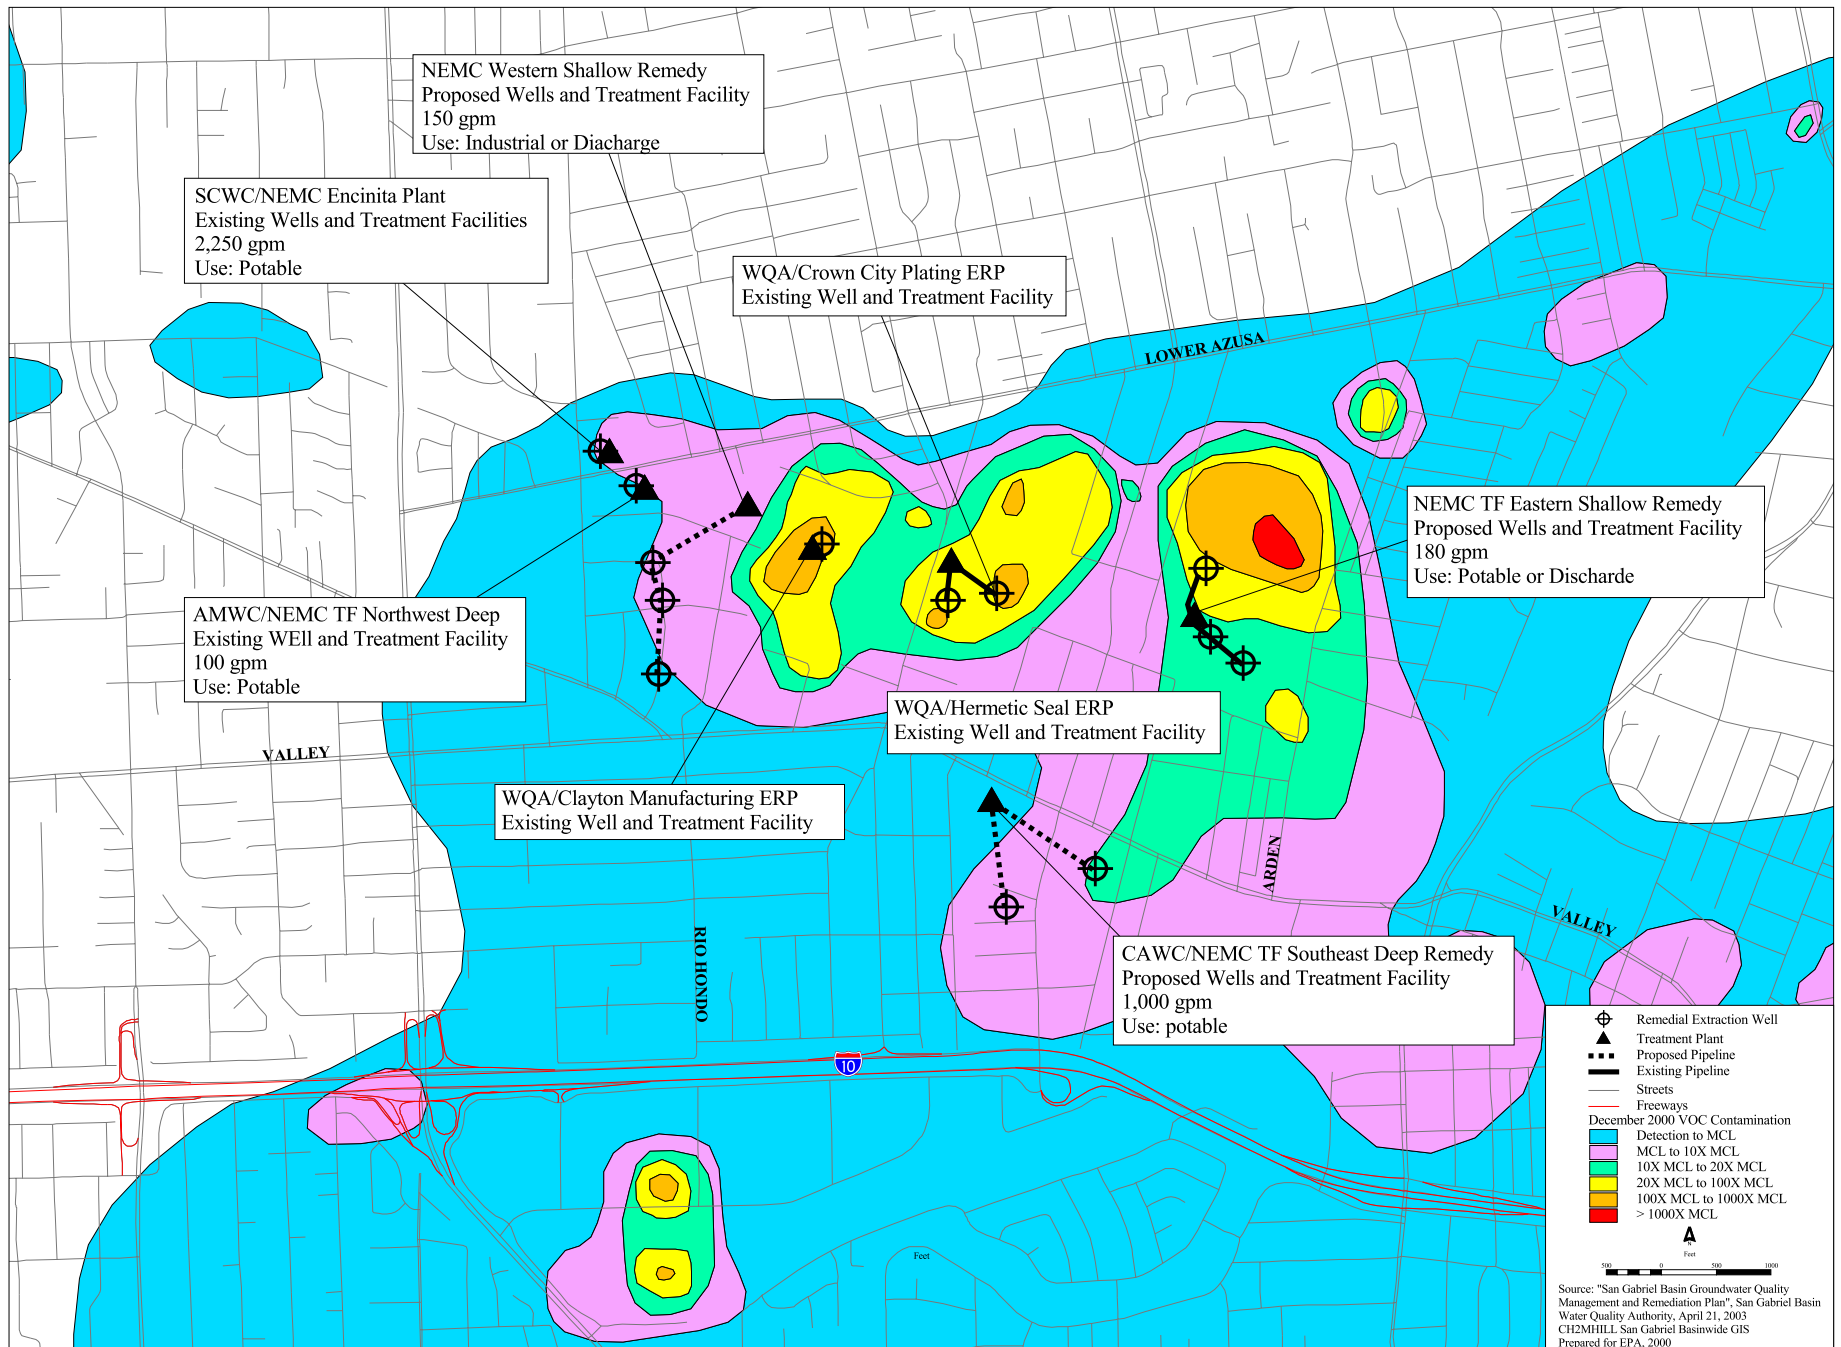 NEMC Western Shallow Remedy
Proposed Wells and Treatment Facility
150 gpm
Use: Industrial or Diacharge
SCWC/NEMC Encinita Plant
Existing Wells and Treatment Facilities
2,250 gpm
Use: Potable
WQA/Crown City Plating ERP
Existing Well and Treatment Facility
LOWER AZUSA
NEMC TF Eastern Shallow Remedy
Proposed Wells and Treatment Facility
180 gpm
Use: Potable or Discharde
AMWC/NEMC TF Northwest Deep
Existing WEll and Treatment Facility
100 gpm
Use: Potable
WQA/Hermetic Seal ERP
Existing Well and Treatment Facility
VALLEY
WQA/Clayton Manufacturing ERP
Existing Well and Treatment Facility
ARDEN
VALLEY
RIO HONDO
CAWC/NEMC TF Southeast Deep Remedy
Proposed Wells and Treatment Facility
1,000 gpm
Use: potable
10
Feet
Remedial Extraction Well
Treatment Plant
Proposed Pipeline
Existing Pipeline
Streets
Freeways
December 2000 VOC Contamination
Detection to MCL
MCL to 10X MCL
10X MCL to 20X MCL
20X MCL to 100X MCL
100X MCL to 1000X MCL
> 1000X MCL
N
Feet
500 0 500 1000
Source: "San Gabriel Basin Groundwater Quality
Management and Remediation Plan", San Gabriel Basin
Water Quality Authority, April 21, 2003
CH2MHILL San Gabriel Basinwide GIS
Prepared for EPA, 2000